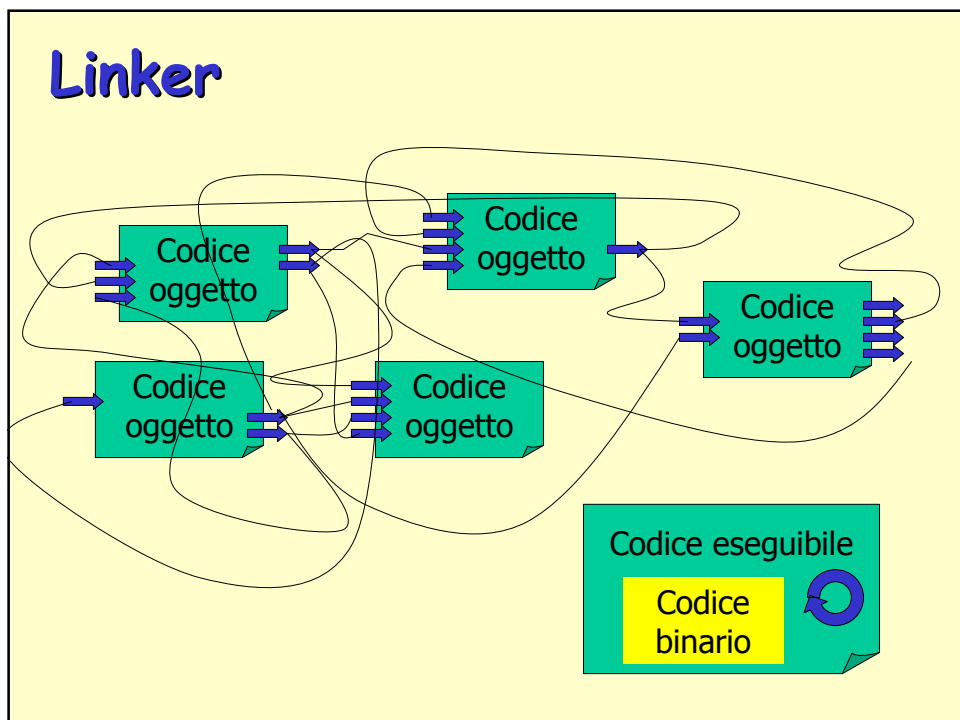 Linker
Codice
oggetto
Codice
oggetto
Codice
oggetto
Codice
oggetto
Codice
oggetto
Codice eseguibile
Codice
binario